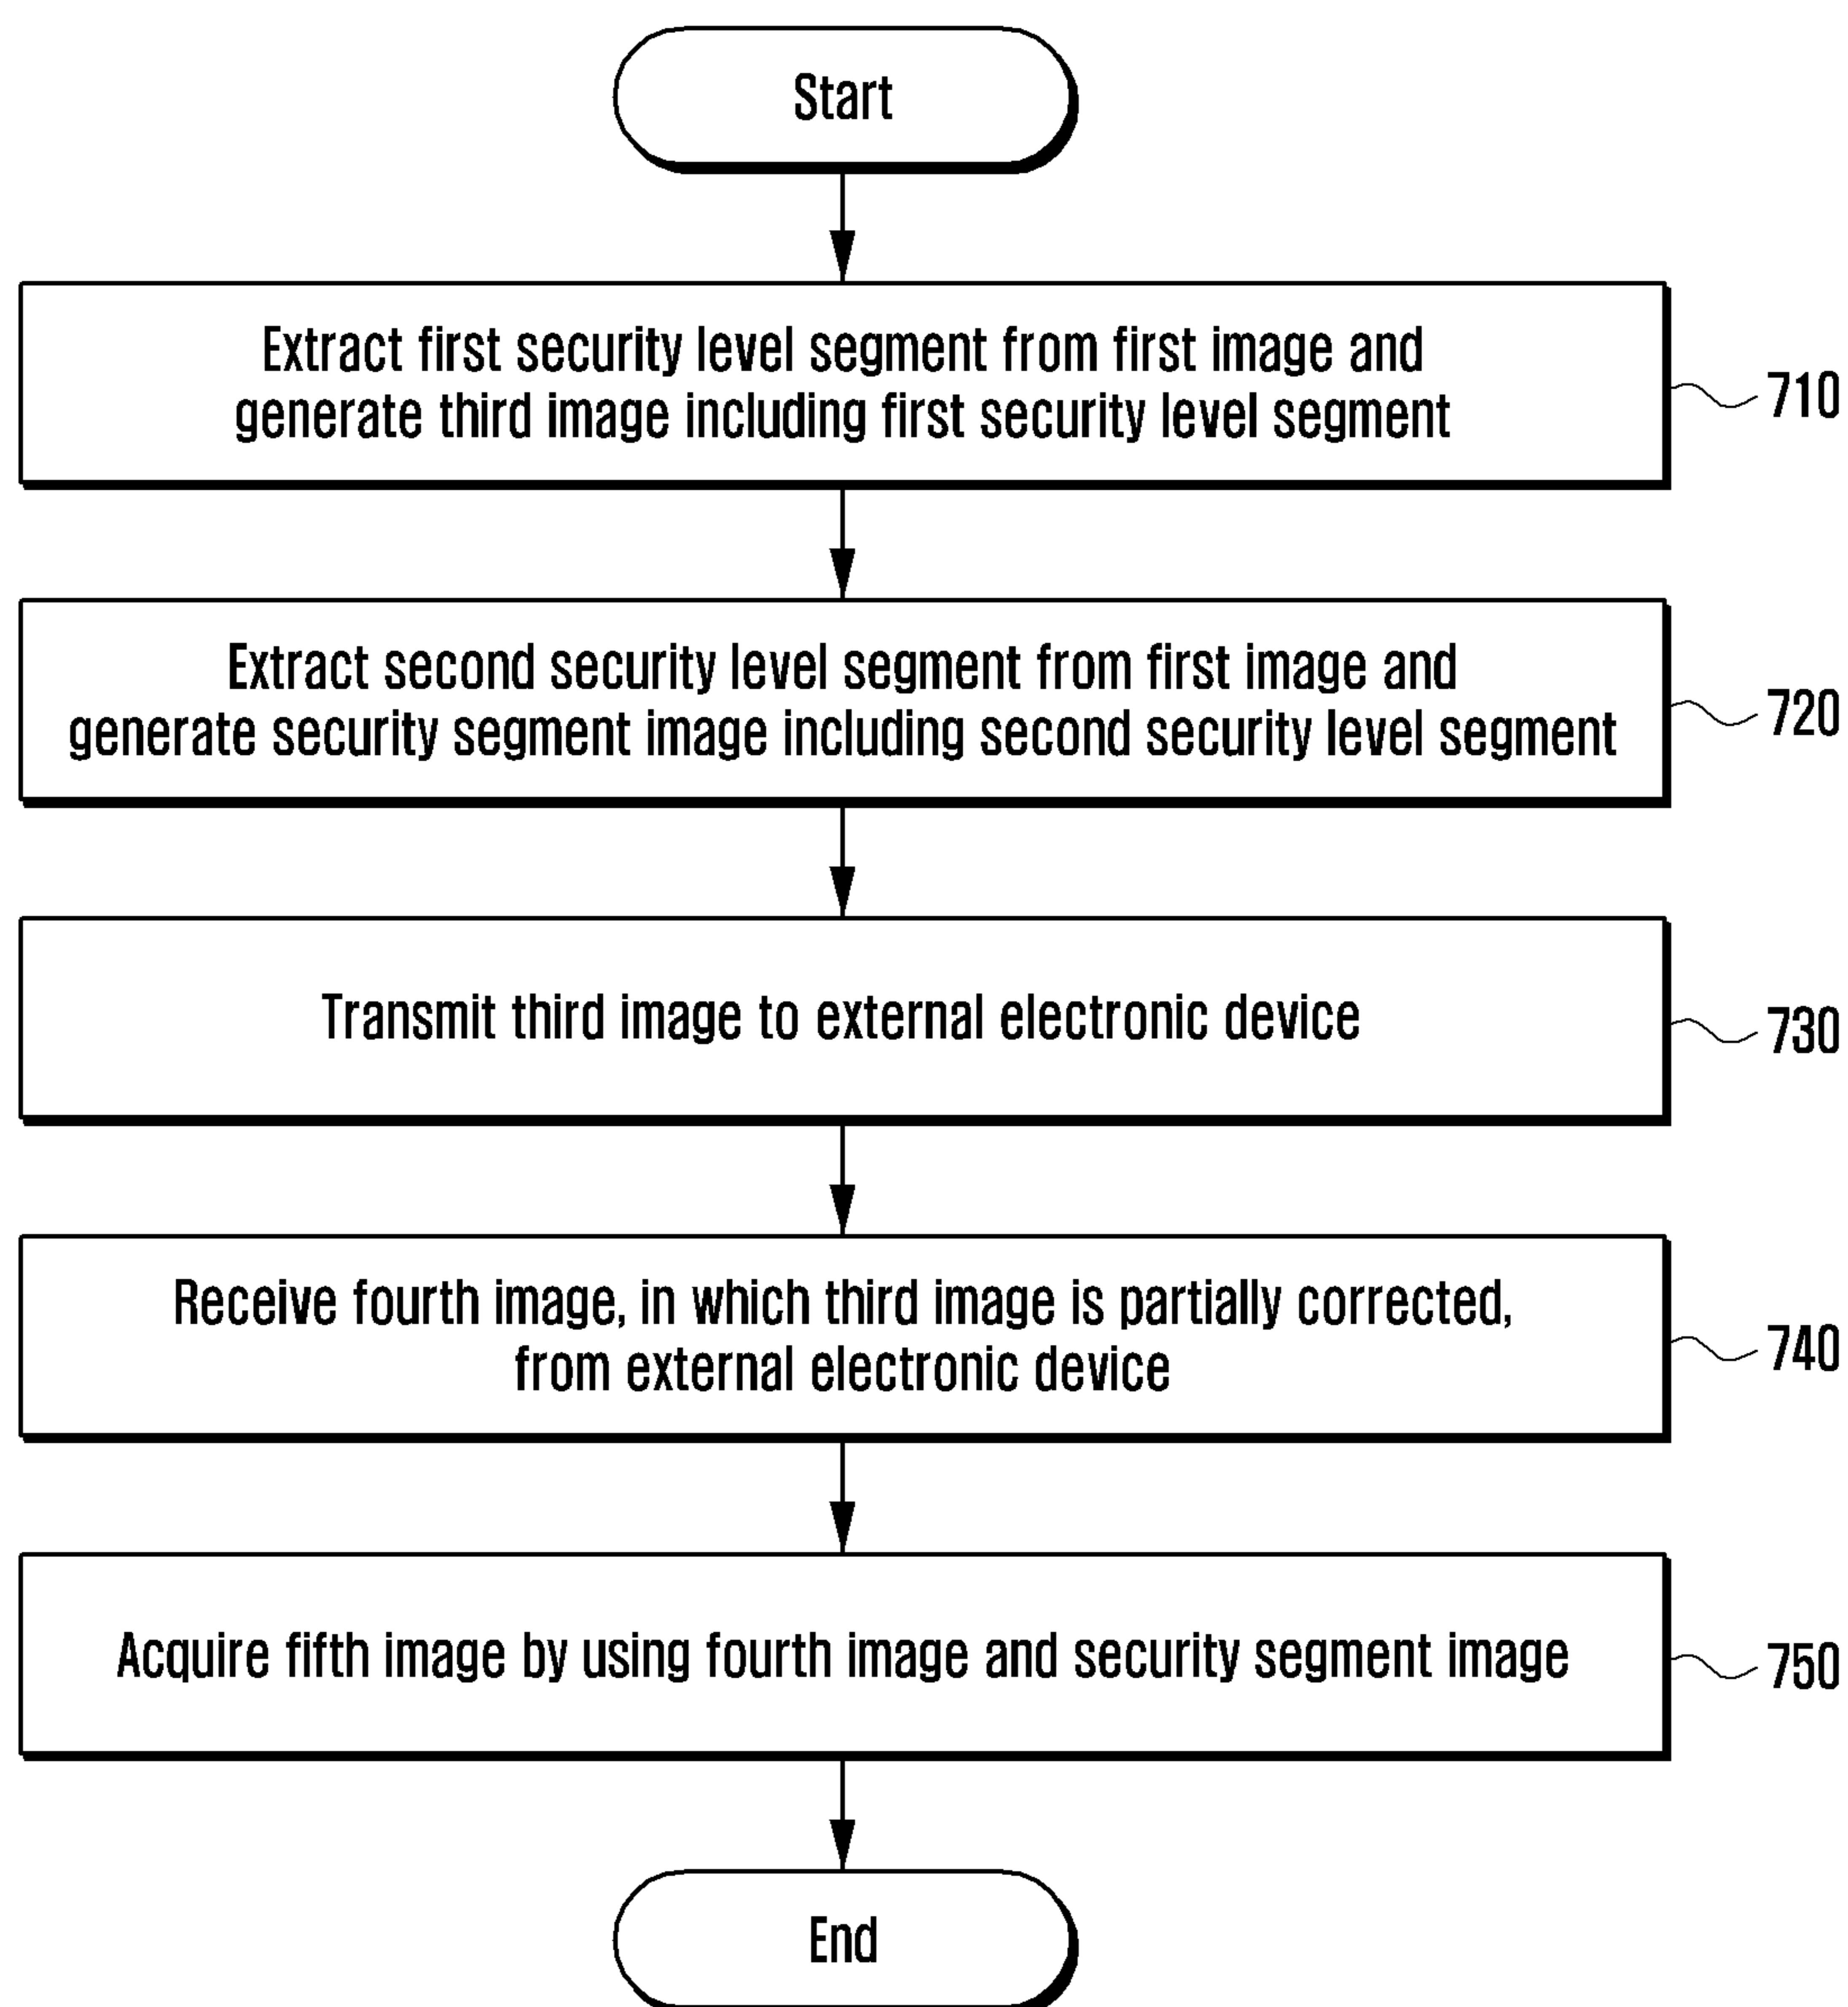 Start
Extract first security level segment from first image and
generate third image including first security level segment
710
Extract second security level segment from first image and
generate security segment image including second security level segment
720
Transmit third image to external electronic device
730
Receive fourth image, in which third image is partially corrected,
from external electronic device
740
Acquire fifth image by using fourth image and security segment image
750
End